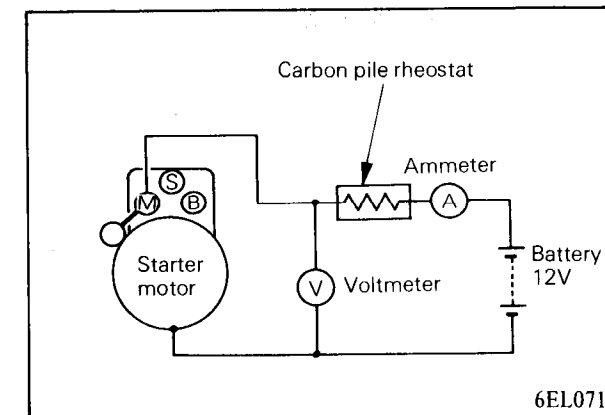 Carbon pile rheostat
Ammeter
S
M
B
A
Battery
12V
Starter
motor
V
Voltmeter
6EL071